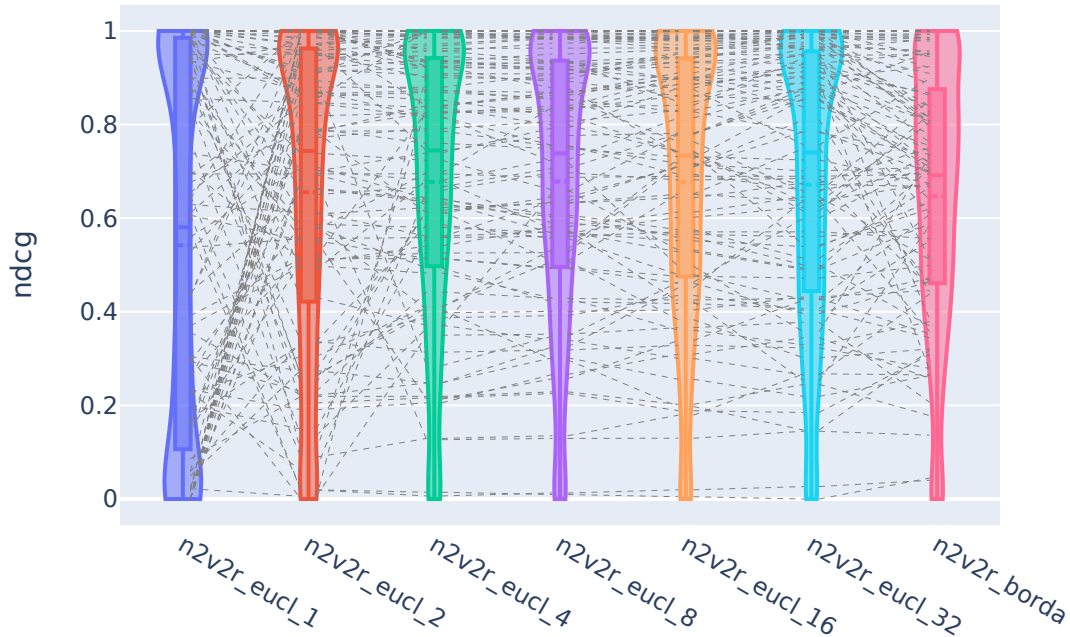 1
0.8
0.6
0.4
0.2
0
ndcg
n2v2r_eucl_1
n2v2r_eucl_2
n2v2r_eucl_4
n2v2r_eucl_8
n2v2r_eucl_16
n2v2r_eucl_32
n2v2r_borda